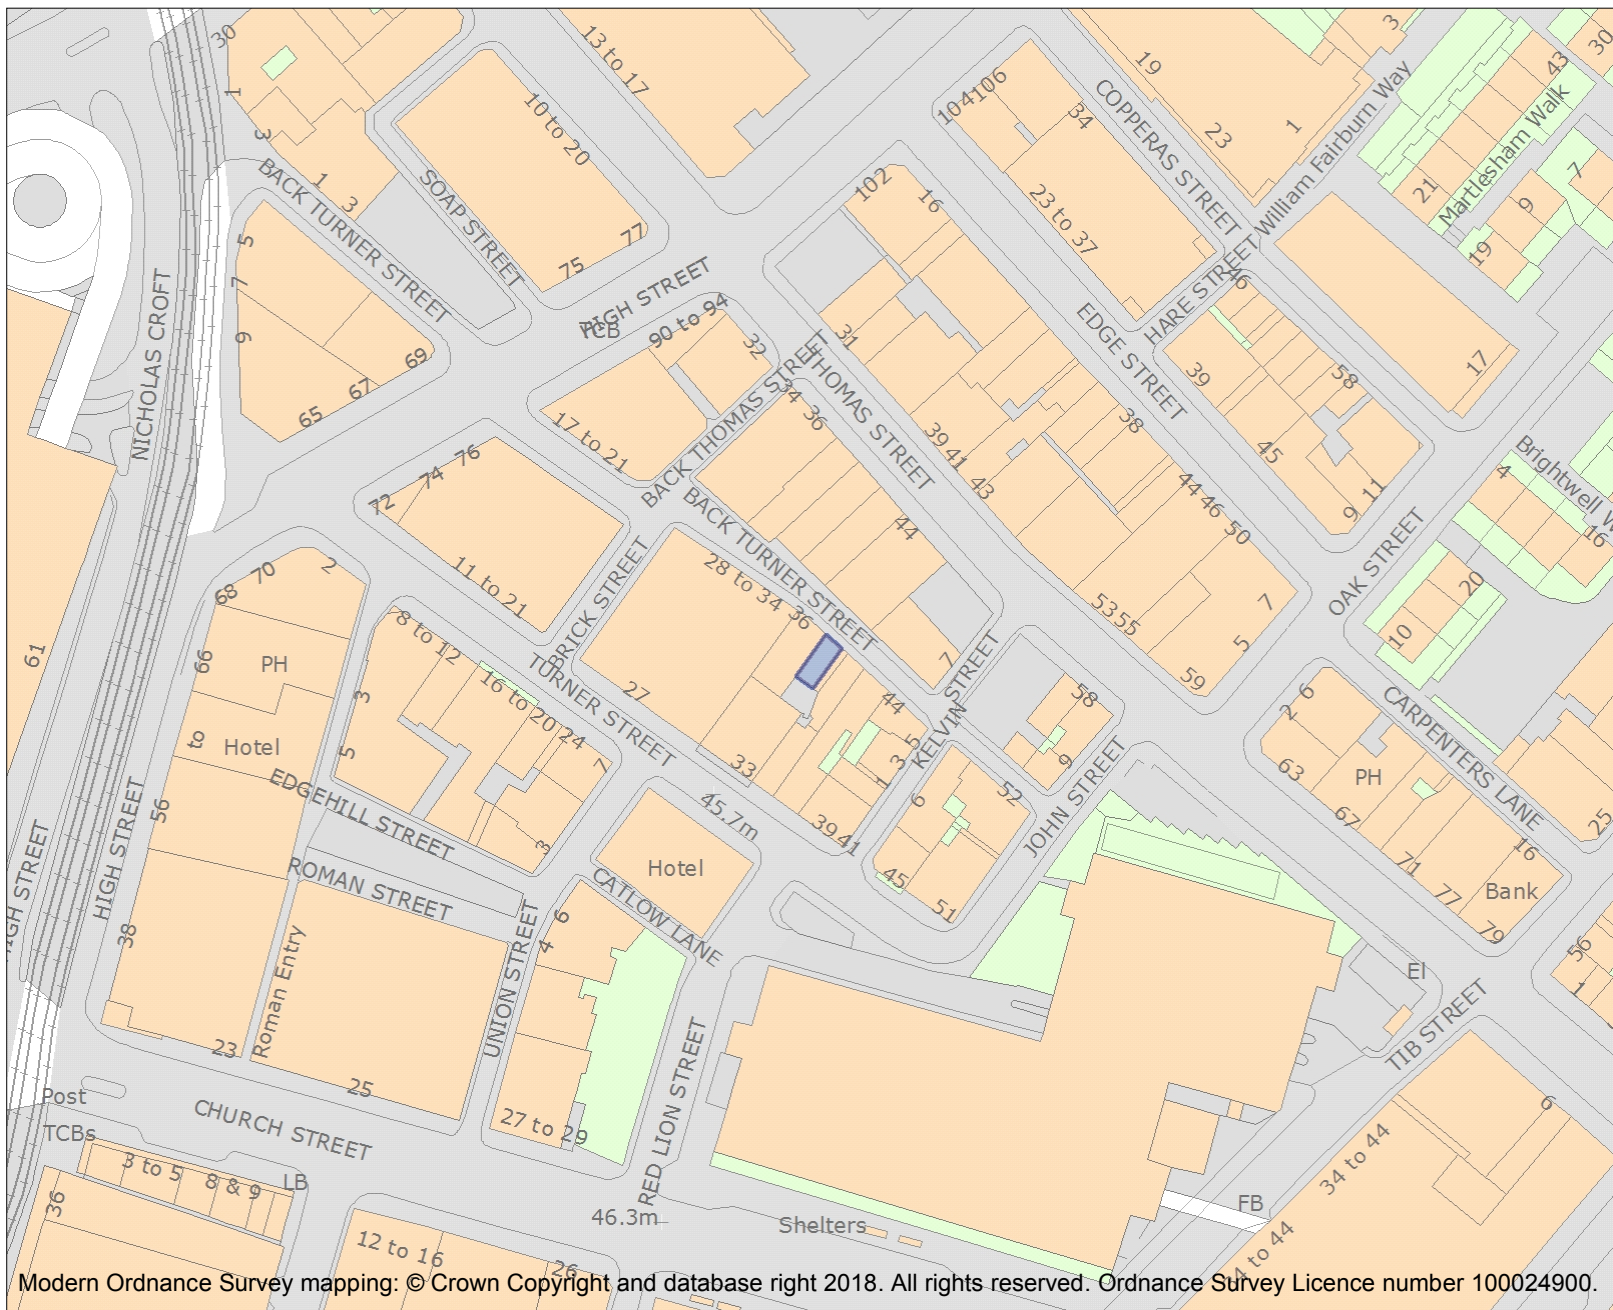 30
13 to 17
19
3
30
43
COPPERAS STREET
William Fairburn Way
Martlesham Walk
1
3
10 to 20
104
106
34
23
1
7
21
9
19
BACK TURNER STREET
1
3
SOAP STREET
77
75
102
16
23 to 37
HARE STREET
46
5
7
9
NICHOLAS CROFT
HIGH STREET
TCB
90 to 94
32
31
THOMAS STREET
EDGE STREET
39
58
17
69
67
65
17 to 21
BACK THOMAS STREET
34
36
39
41
43
38
45
44
46
50
9
11
4
Brightwell W
16
76
74
72
BACK TURNER STREET
44
OAK STREET
20
10
11 to 21
BRICK STREET
28 to 34
36
7
53
55
7
5
59
2
70
68
66
PH
to
Hotel
56
61
8 to 12
3
5
16 to 20
24
7
TURNER STREET
27
33
44
KELVIN STREET
58
9
52
JOHN STREET
6
2
63
PH
67
CARPENTERS LANE
25
16
71
77
Bank
79
EDGEHILL STREET
ROMAN STREET
3
45.7m
Hotel
39
41
1
3
5
6
45
51
CATLOW LANE
HIGH STREET
HIGH STREET
38
Roman Entry
UNION STREET
6
4
RED LION STREET
El
56
1
TIB STREET
23
25
CHURCH STREET
27 to 29
Post
TCBs
3 to 5
8 & 9
LB
36
12 to 16
26
46.3m
Shelters
FB
34 to 44
34 to 44
6
Modern Ordnance Survey mapping: © Crown Copyright and database right 2018. All rights reserved. Ordnance Survey Licence number 100024900.